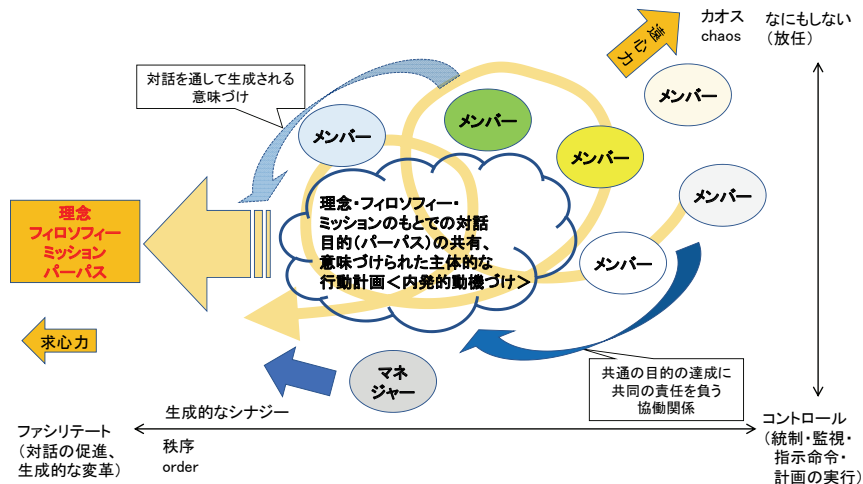 カオス
chaos
なにもしない
(放任)
遠心力
対話を通して生成される
意味づけ
メンバー
メンバー
メンバー
メンバー
メンバー
メンバー
理念・フィロソフィー・
ミッションのもとでの対話
目的(パーパス)の共有、
意味づけられた主体的な
行動計画<内発的動機づけ>
理念
フィロソフィー
ミッション
パーパス
求心力
マネ
ジャー
共通の目的の達成に
共同の責任を負う
協働関係
生成的なシナジー
ファシリテート
(対話の促進、
生成的な変革)
秩序
order
コントロール
(統制・監視・
指示命令・
計画の実行)